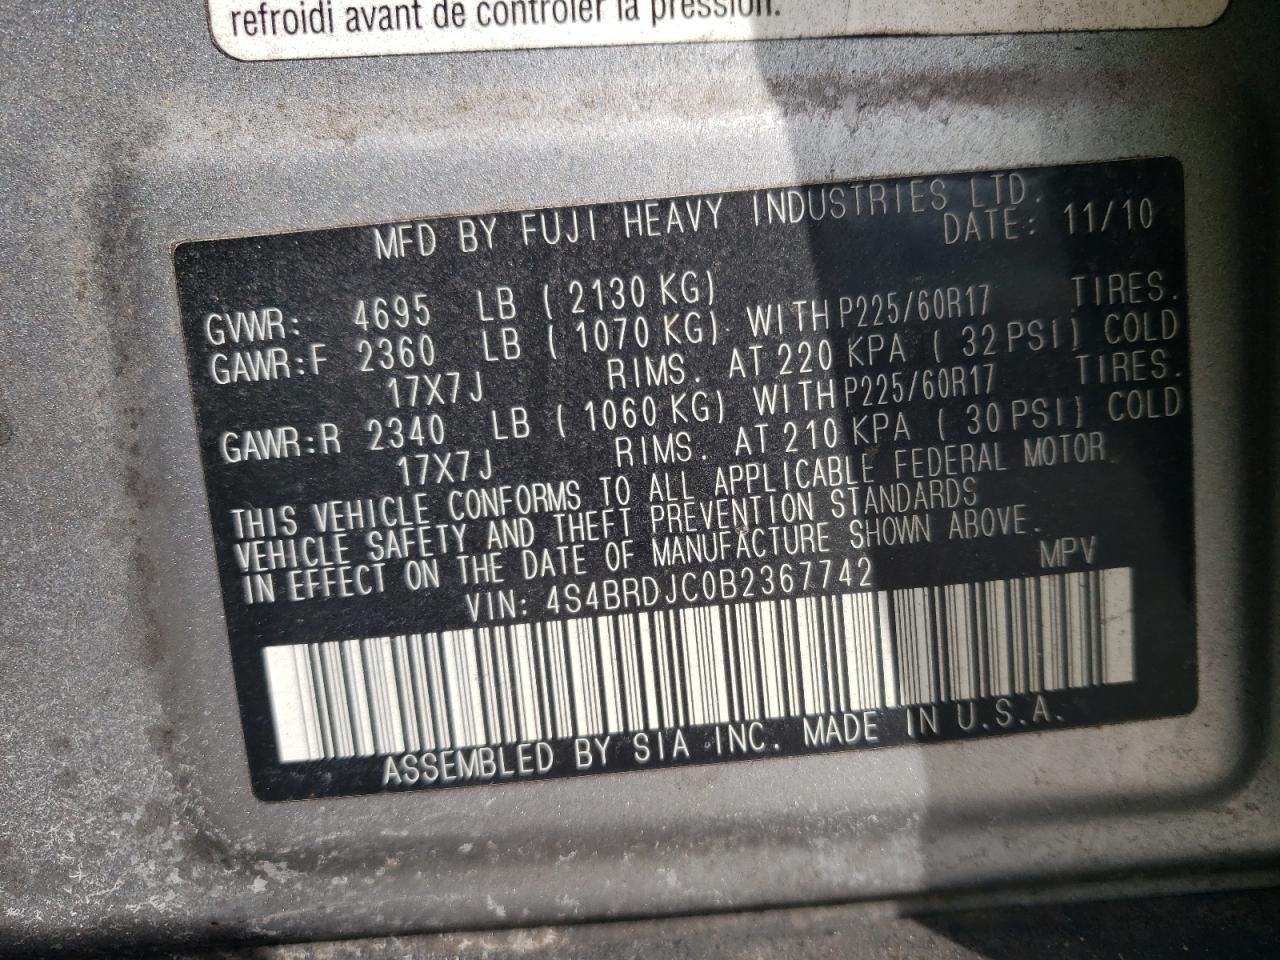 refroidi avant de contrôler la pression.
MFD BY FUJI HEAVY INDUSTRIES LTD.
DATE: 11/10
GVWR: 4695 LB ( 2130 KG)
GAWR:F 2360 LB ( 1070 KG). WITH P225/60R17 TIRES.
17X7J RIMS. AT 220 KPA ( 32 PSI) COLD
GAWR:R 2340 LB ( 1060 KG) WITH P225/60R17 TIRES.
17X7J RIMS. AT 210 KPA ( 30 PSI) COLD
THIS VEHICLE CONFORMS TO ALL APPLICABLE FEDERAL MOTOR
VEHICLE SAFETY AND THEFT PREVENTION STANDARDS
IN EFFECT ON THE DATE OF MANUFACTURE SHOWN ABOVE.
VIN: 4S4BRDJC0B2367742 MPV
ASSEMBLED BY SIA INC. MADE IN U.S.A.